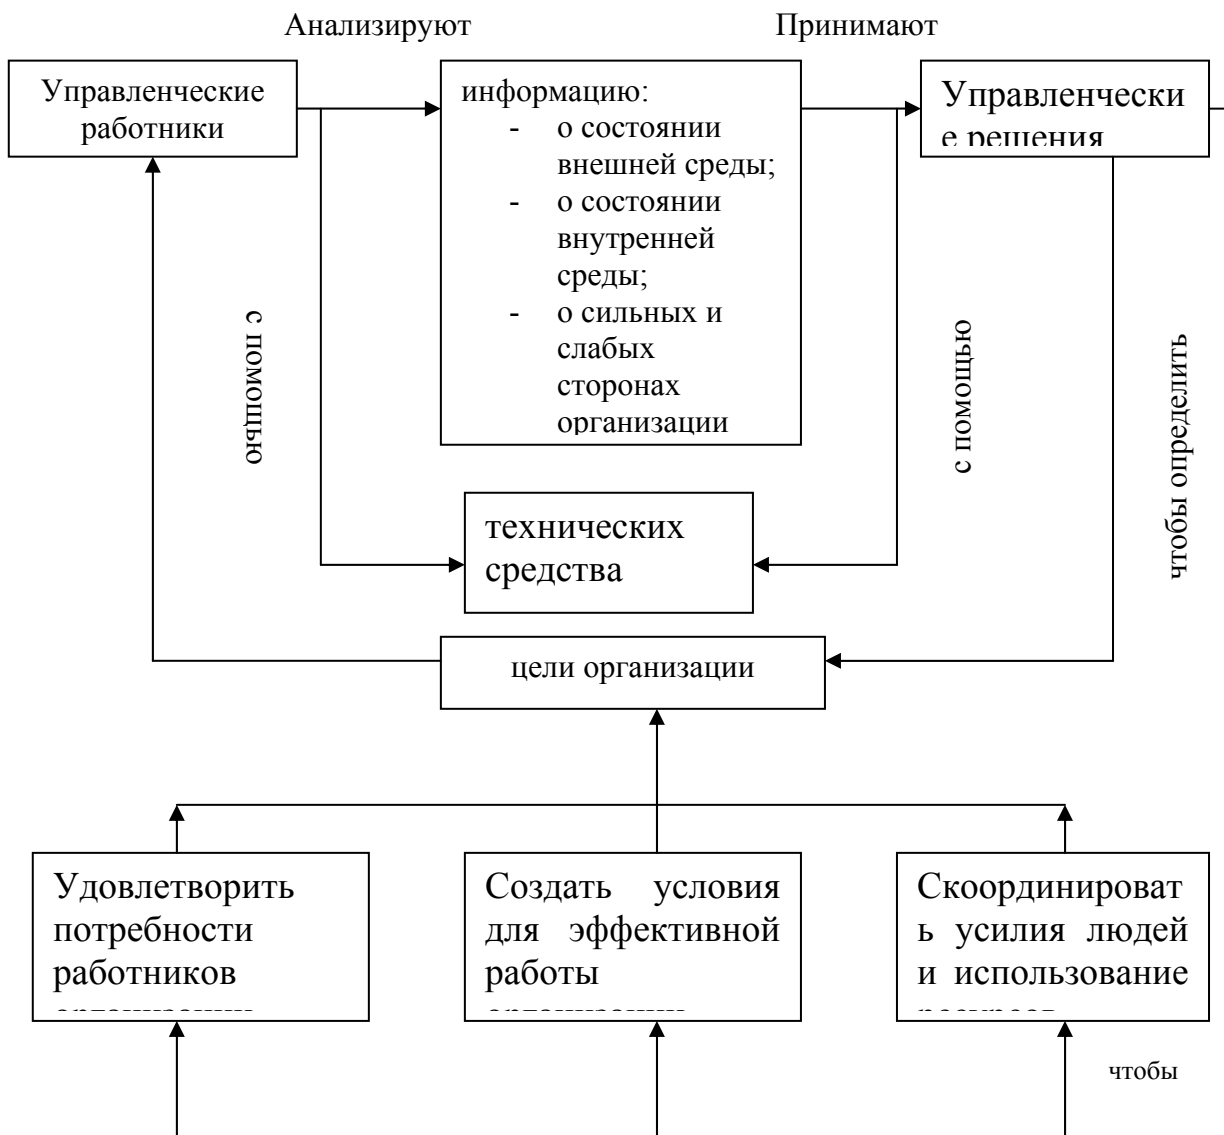 Анализируют
Принимают
Управленческие
работники
информацию:
- о состоянии
внешней среды;
- о состоянии
внутренней
среды;
- о сильных и
слабых
сторонах
организации
Управленчески
е решения
с помощью
с помощью
чтобы определить
технических
средства
цели организации
Удовлетворить
потребности
работников
Создать условия
для эффективной
работы
Скоординироват
ь усилия людей
и использование
чтобы